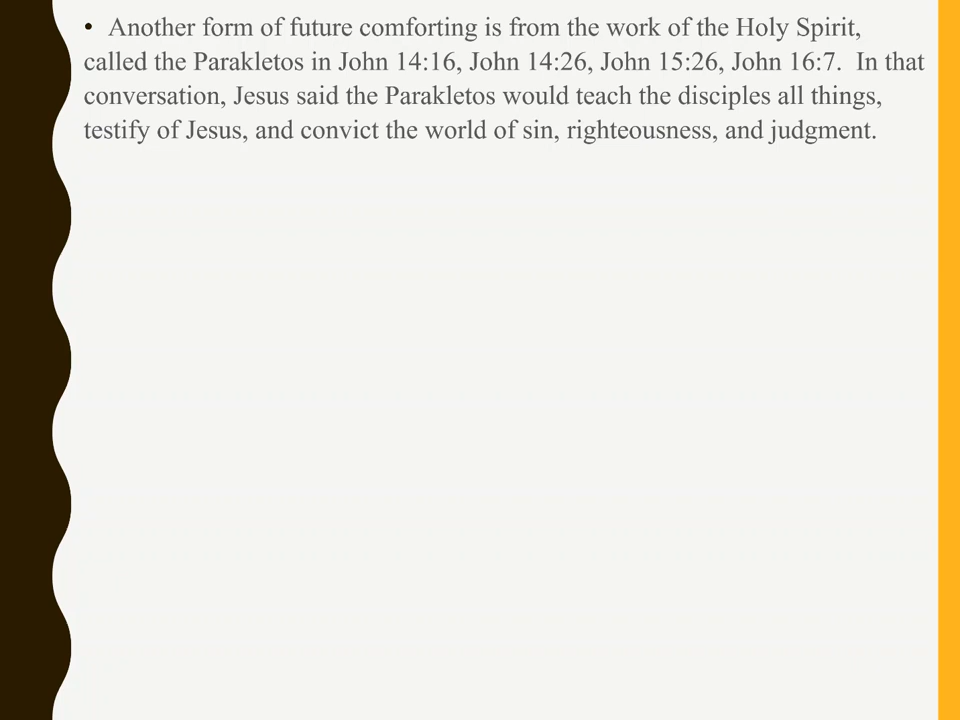 • Another form of future comforting is from the work of the Holy Spirit,
called the Parakletos in John 14:16, John 14:26, John 15:26, John 16:7.  In that
conversation, Jesus said the Parakletos would teach the disciples all things,
testify of Jesus, and convict the world of sin, righteousness, and judgment.